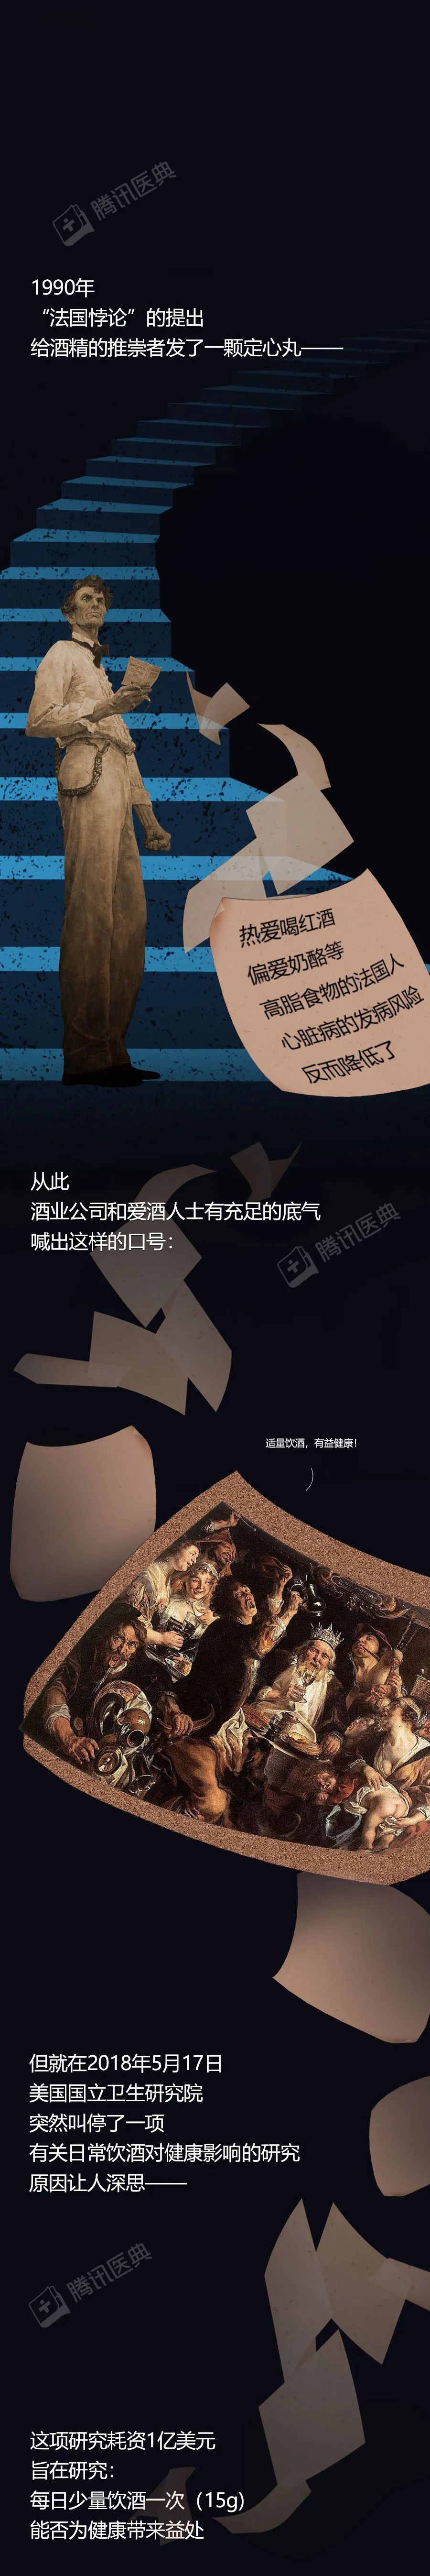 腾讯医典
1990年
“法国悖论”的提出
给酒精的推崇者发了一颗定心丸——
热爱喝红酒
偏爱奶酪等
高脂食物的法国人
心脏病的发病风险
反而降低了
从此
酒业公司和爱酒人士有充足的底气
喊出这样的口号：
腾讯医典
适量饮酒，有益健康！
但就在2018年5月17日
美国国立卫生研究院
突然叫停了一项
有关日常饮酒对健康影响的研究
原因让人深思——
腾讯医典
这项研究耗资1亿美元
旨在研究：
每日少量饮酒一次（15g）
能否为健康带来益处